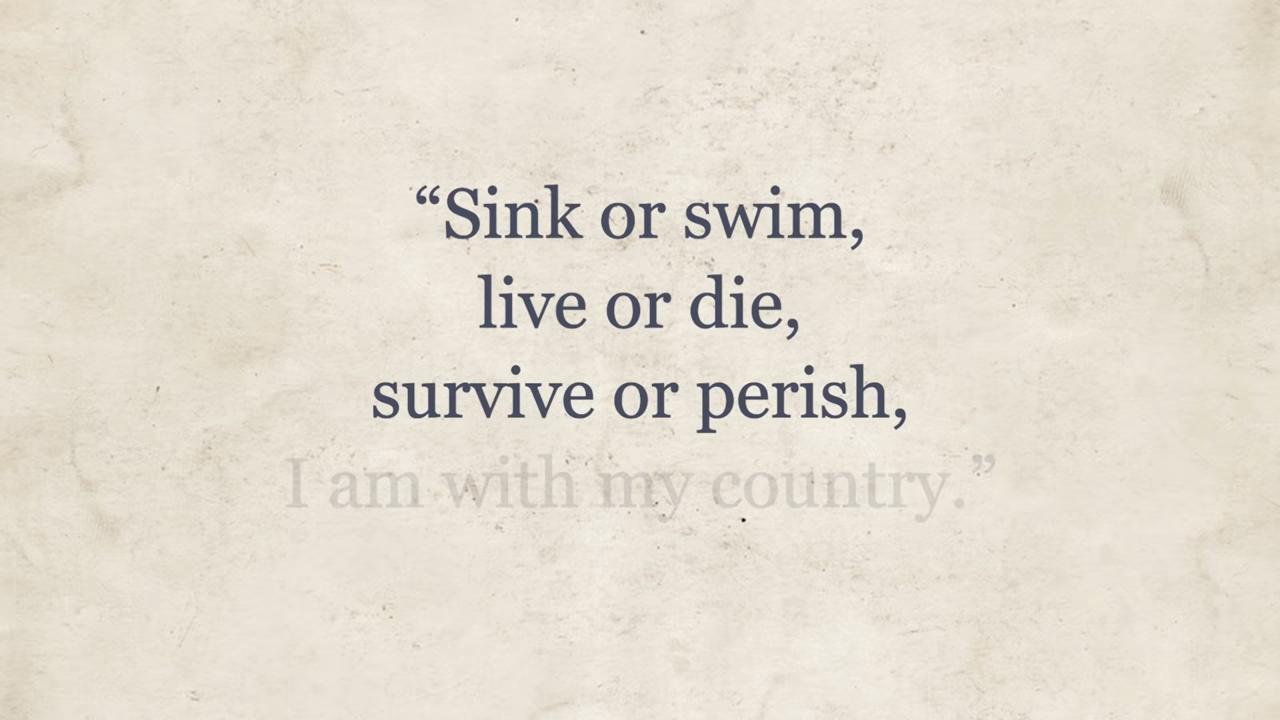 “Sink or swim,
live or die,
survive or perish,
I am with my country.”